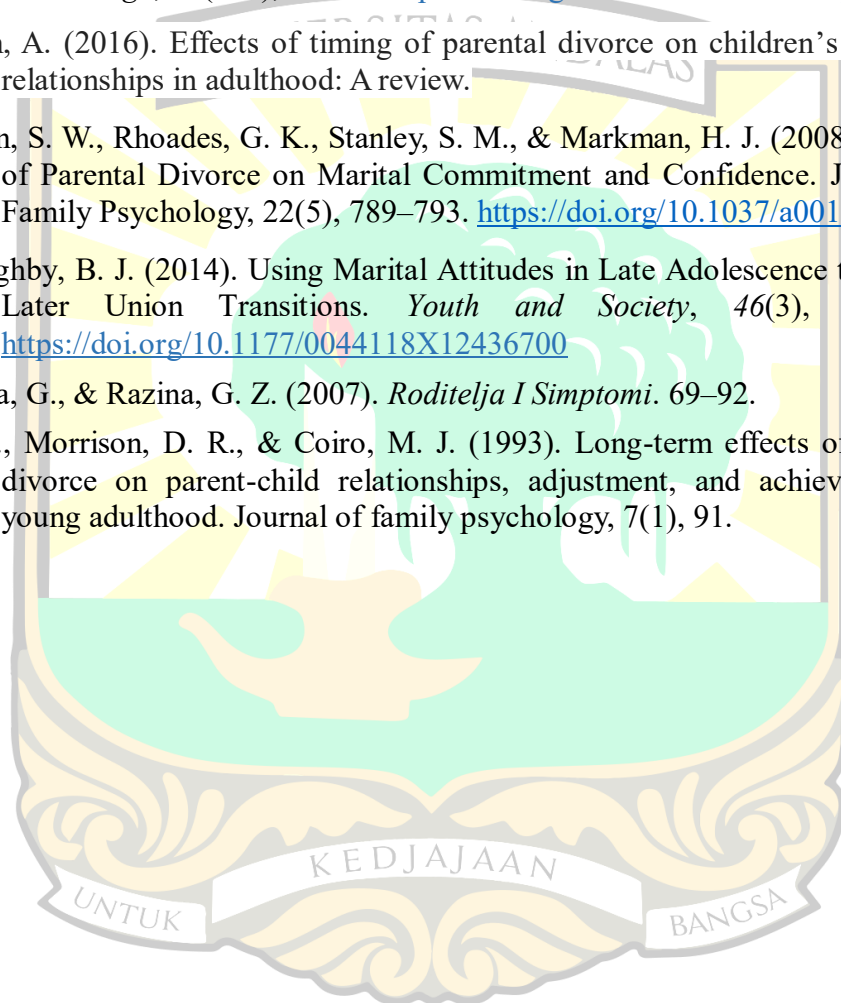 , A. (2016). Effects of timing of parental divorce on children's
relationships in adulthood: A review.
n, S. W., Rhoades, G. K., Stanley, S. M., & Markman, H. J. (2008
of Parental Divorce on Marital Commitment and Confidence. J
Family Psychology, 22(5), 789–793. https://doi.org/10.1037/a001
ghby, B. J. (2014). Using Marital Attitudes in Late Adolescence t
Later Union Transitions. Youth and Society, 46(3),
https://doi.org/10.1177/0044118X12436700
a, G., & Razina, G. Z. (2007). Roditelja I Simptomi. 69–92.
., Morrison, D. R., & Coiro, M. J. (1993). Long-term effects of
divorce on parent-child relationships, adjustment, and achiev
young adulthood. Journal of family psychology, 7(1), 91.
KEDJAJAAN
UNTUK BANGSA